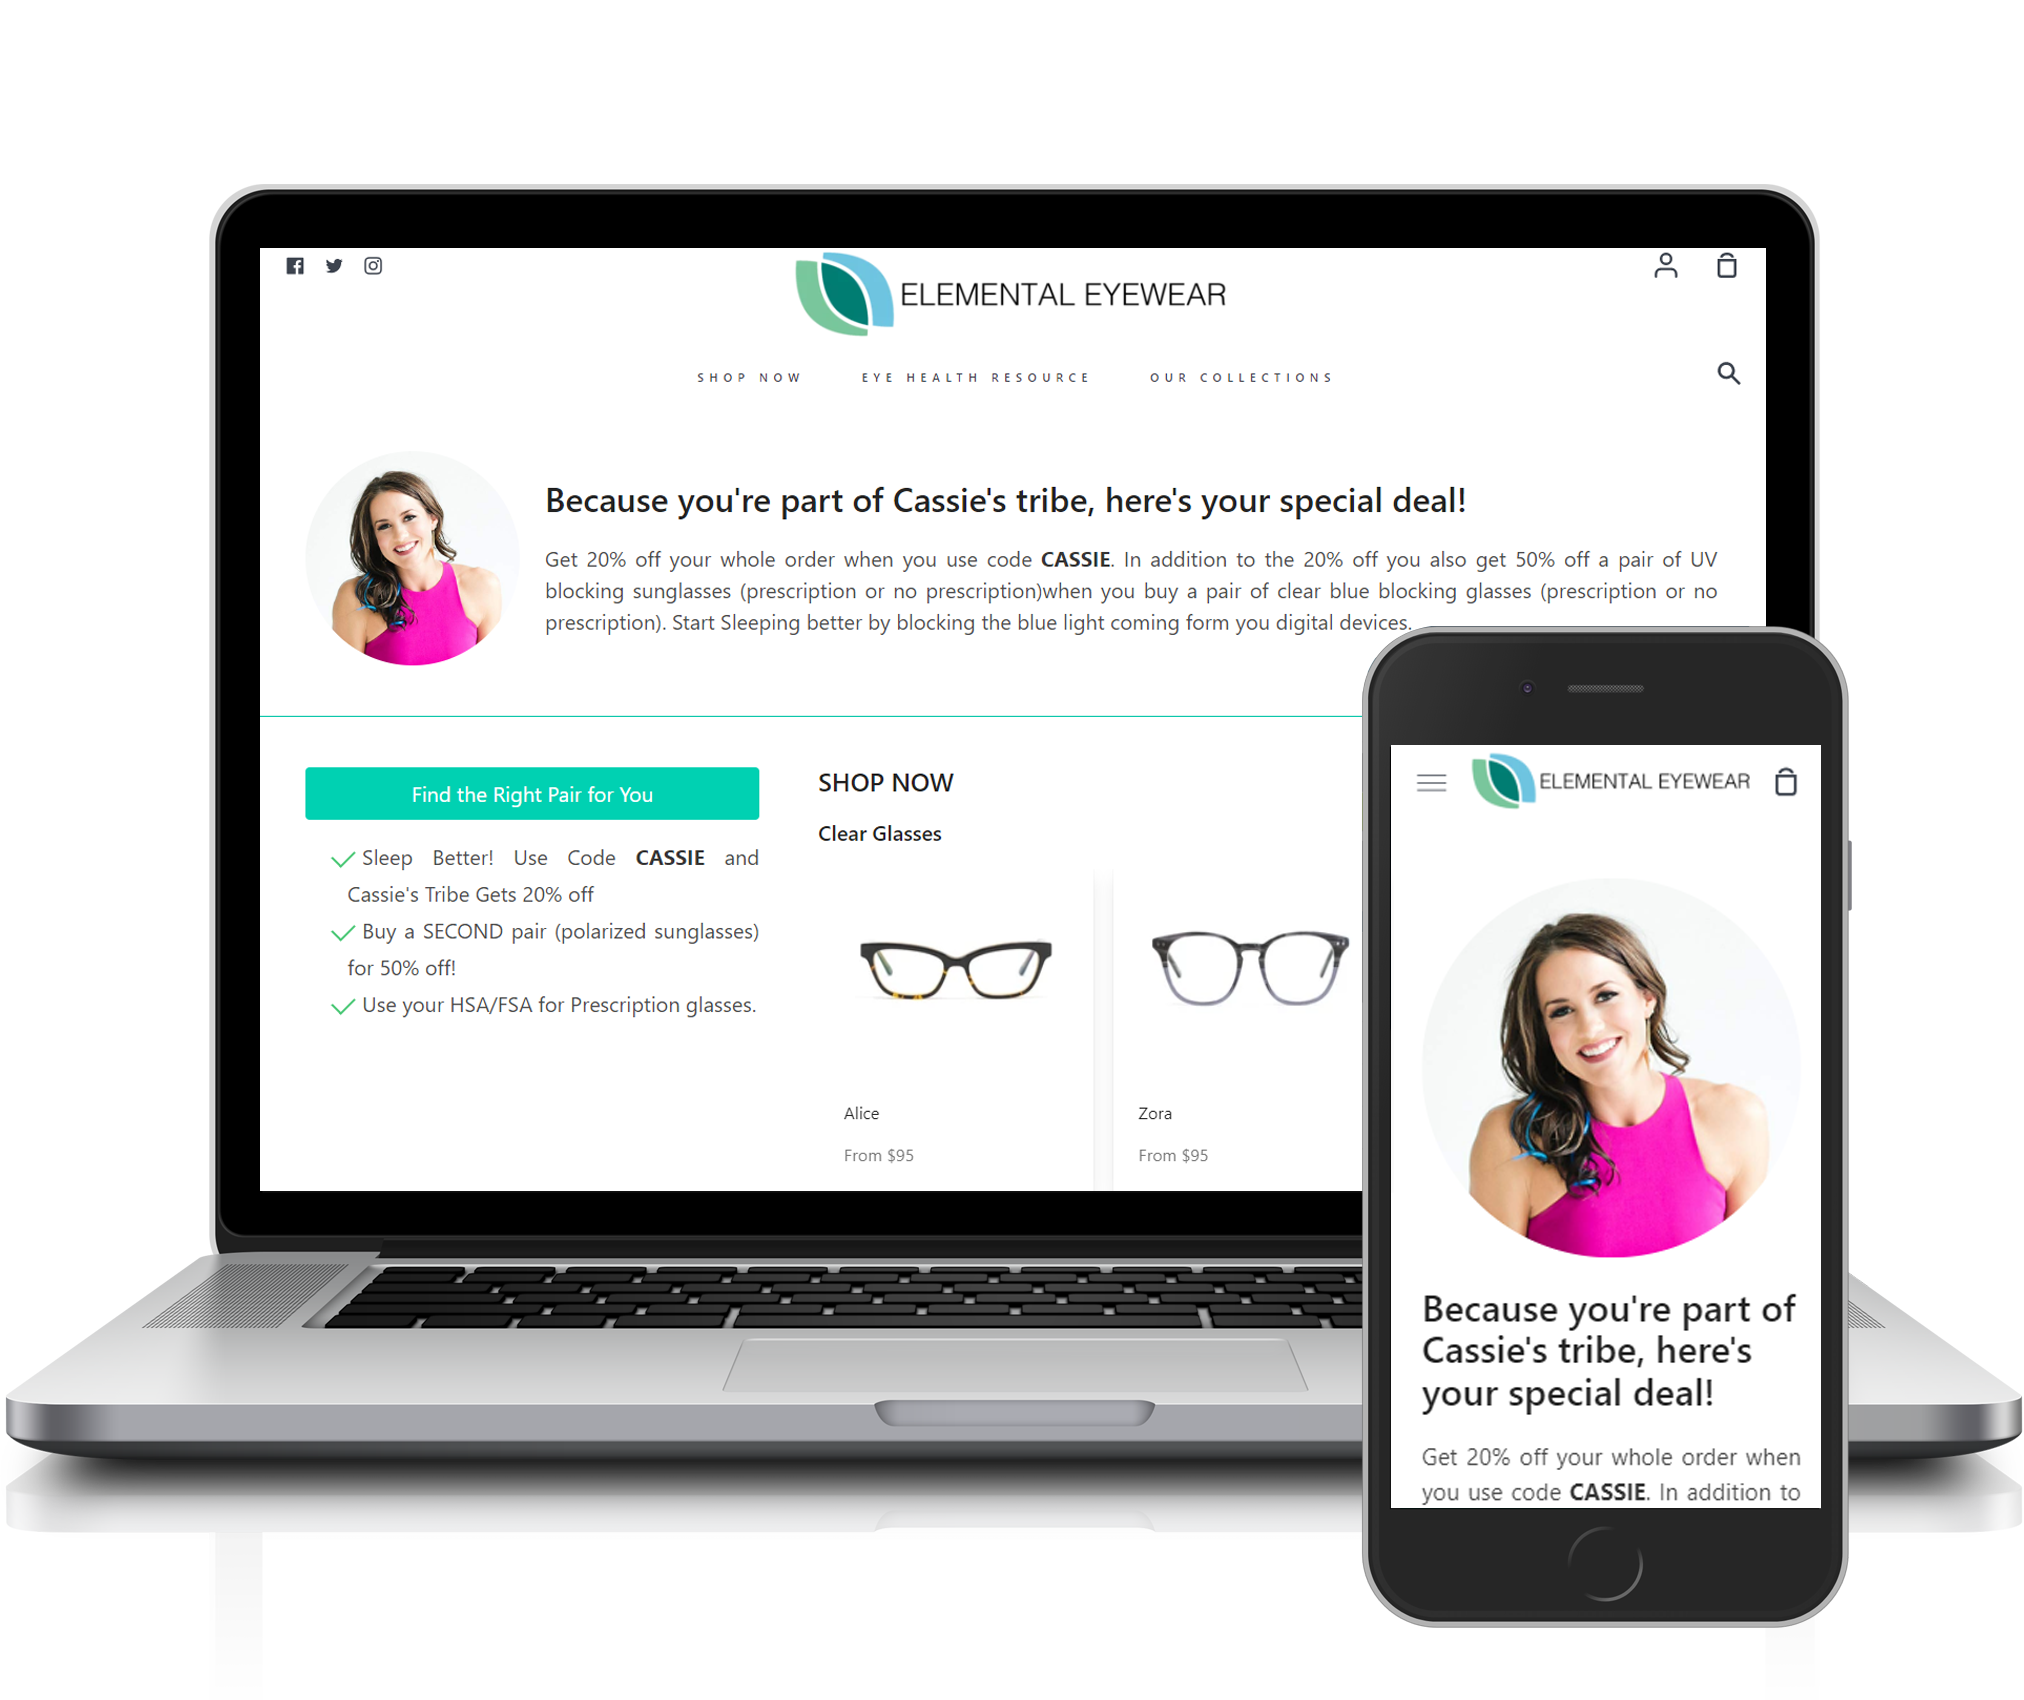 ELEMENTAL EYEWEAR
SHOP NOW
EYE HEALTH RESOURCE
OUR COLLECTIONS
Because you're part of Cassie's tribe, here's your special deal!
Get 20% off your whole order when you use code CASSIE. In addition to the 20% off you also get 50% off a pair of UV
blocking sunglasses (prescription or no prescription)when you buy a pair of clear blue blocking glasses (prescription or no
prescription). Start Sleeping better by blocking the blue light coming form you digital devices.
Find the Right Pair for You
Sleep Better! Use Code CASSIE and
Cassie's Tribe Gets 20% off
Buy a SECOND pair (polarized sunglasses)
for 50% off!
Use your HSA/FSA for Prescription glasses.
SHOP NOW
Clear Glasses
Alice
From $95
Zora
From $95
ELEMENTAL EYEWEAR
Because you're part of
Cassie's tribe, here's
your special deal!
Get 20% off your whole order when
you use code CASSIE. In addition to